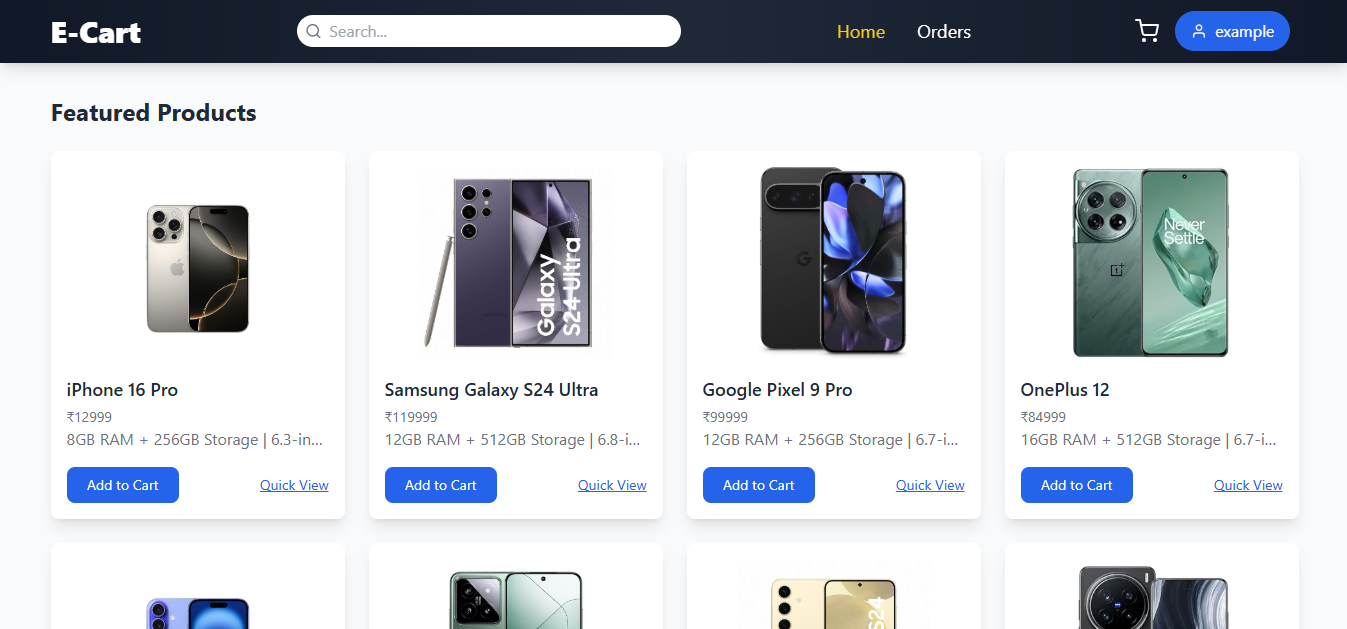 E-Cart
Search...
Home
Orders
example
Featured Products
Galaxy
S24 Ultra
Never
Settle
iPhone 16 Pro
₹12999
8GB RAM + 256GB Storage | 6.3-in...
Add to Cart
Quick View
Samsung Galaxy S24 Ultra
₹119999
12GB RAM + 512GB Storage | 6.8-i...
Add to Cart
Quick View
Google Pixel 9 Pro
₹99999
12GB RAM + 256GB Storage | 6.7-i...
Add to Cart
Quick View
OnePlus 12
₹84999
16GB RAM + 512GB Storage | 6.7-i...
Add to Cart
Quick View
S24